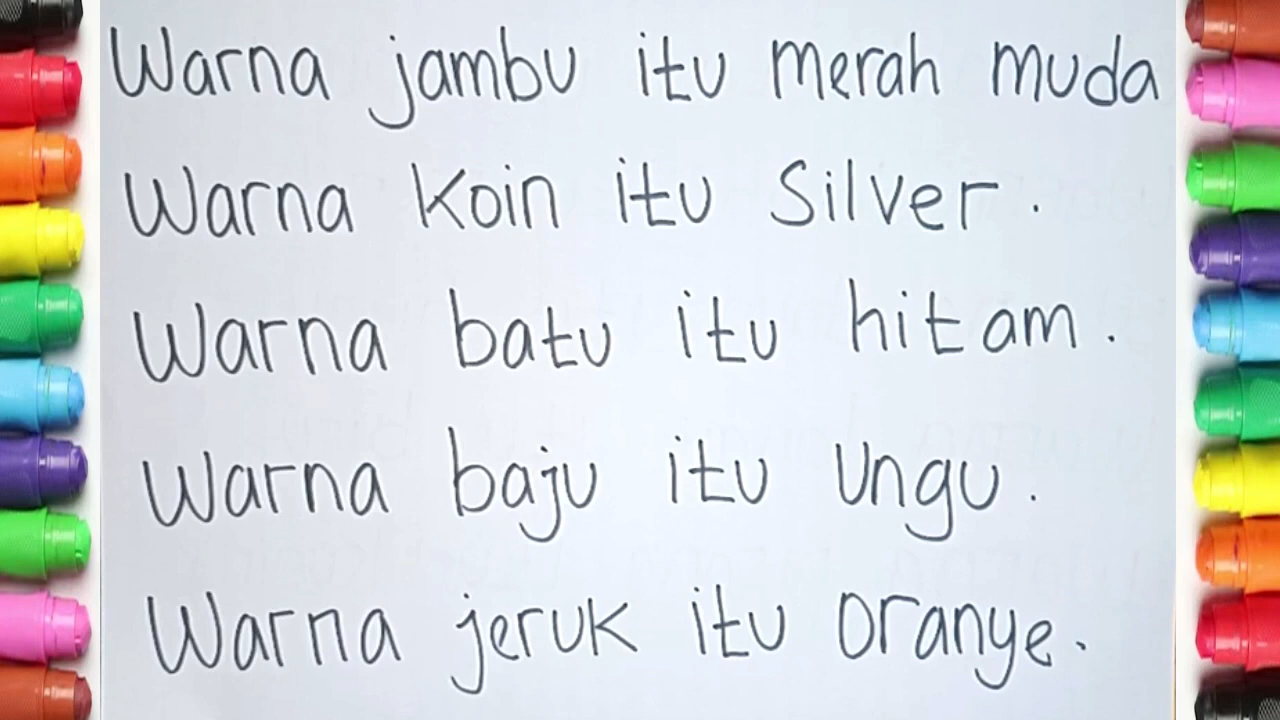 Warna jambu itu merah muda
Warna koin itu Silver.
Warna batu itu hitam.
Warna baju itu Ungu.
Warna jeruk itu oranye.